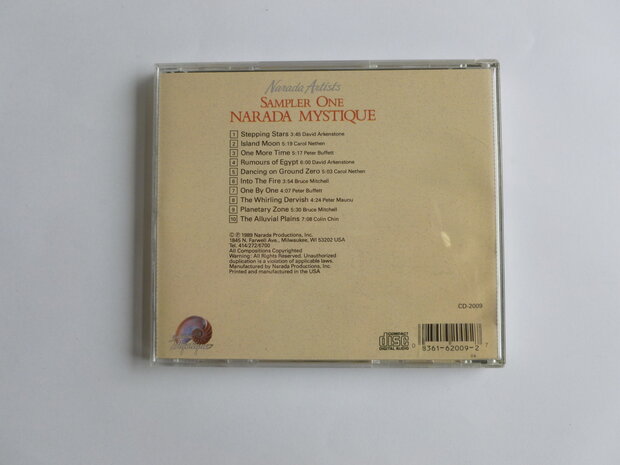 Narada Artists
SAMPLER ONE
NARADA MYSTIQUE
1 Stepping Stars 3:45 David Arkenstone
2 Island Moon 5:19 Carol Nethen
3 One More Time 5:17 Peter Buffett
4 Rumours of Egypt 6:00 David Arkenstone
5 Dancing on Ground Zero 5:03 Carol Nethen
6 Into The Fire 3:54 Bruce Mitchell
7 One By One 4:07 Peter Buffett
8 The Whirling Dervish 4:24 Peter Maunu
9 Planetary Zone 5:30 Bruce Mitchell
10 The Alluvial Plains 7:08 Colin Chin
© ℗ 1989 Narada Productions, Inc.
1845 N. Farwell Ave., Milwaukee, WI 53202 USA
Tel. 414/272/6700
All Compositions Copyrighted
Warning: All Rights Reserved. Unauthorized
duplication is a violation of applicable laws.
Manufactured by Narada Productions, Inc.
Printed and manufactured in the USA
CD-2009
COMPACT
disc
DIGITAL AUDIO
0 8361-62009-2 7